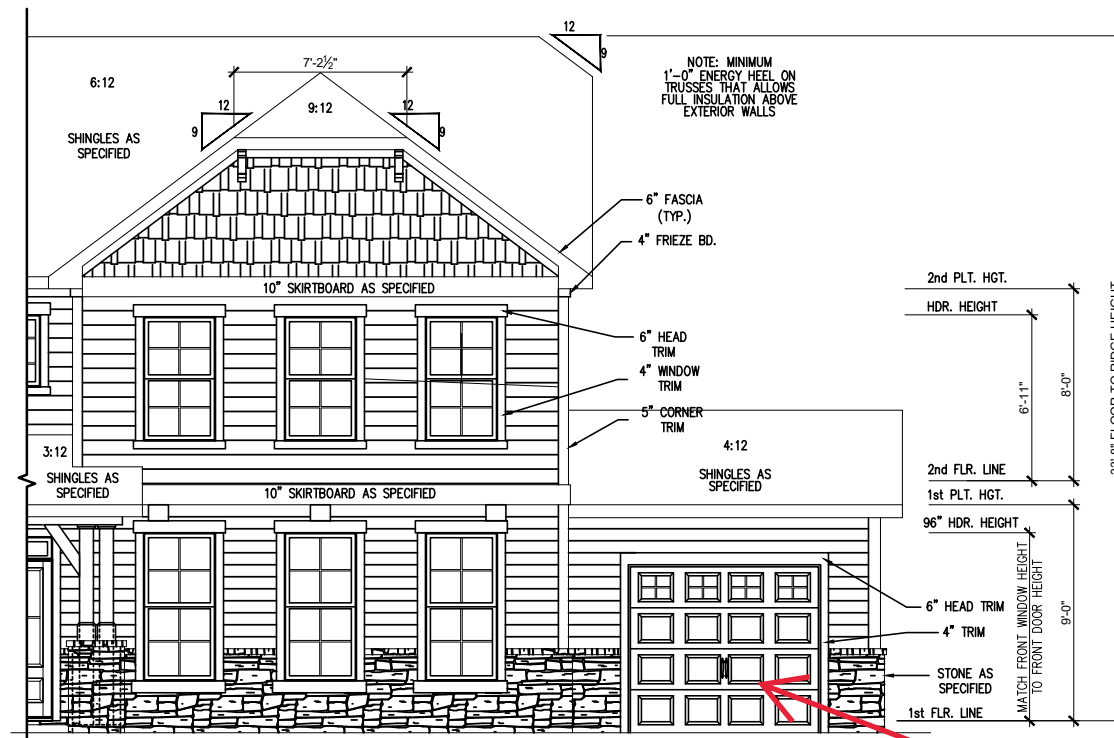 12
9
7'-2½"
NOTE: MINIMUM
1'-0" ENERGY HEEL ON
TRUSSES THAT ALLOWS
FULL INSULATION ABOVE
EXTERIOR WALLS
6:12
12
9:12
12
9
9
SHINGLES AS
SPECIFIED
6" FASCIA
(TYP.)
4" FRIEZE BD.
2nd PLT. HGT.
10" SKIRTBOARD AS SPECIFIED
HDR. HEIGHT
6" HEAD
TRIM
4" WINDOW
TRIM
6'-11"
8'-0"
5" CORNER
TRIM
4:12
3:12
SHINGLES AS
SPECIFIED
SHINGLES AS
SPECIFIED
2nd FLR. LINE
10" SKIRTBOARD AS SPECIFIED
1st PLT. HGT.
96" HDR. HEIGHT
6" HEAD TRIM
4" TRIM
MATCH FRONT WINDOW HEIGHT
TO FRONT DOOR HEIGHT
9'-0"
STONE AS
SPECIFIED
1st FLR. LINE
FLOOR TO RIDGE HEIGHT